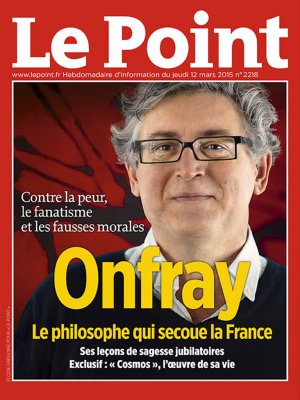 Le Point
www.lepoint.fr Hebdomadaire d'information du jeudi 12 mars 2015 n° 2218
Contre la peur,
le fanatisme
et les fausses morales
Onfray
Le philosophe qui secoue la France
Ses leçons de sagesse jubilatoires
Exclusif : « Cosmos », l'œuvre de sa vie